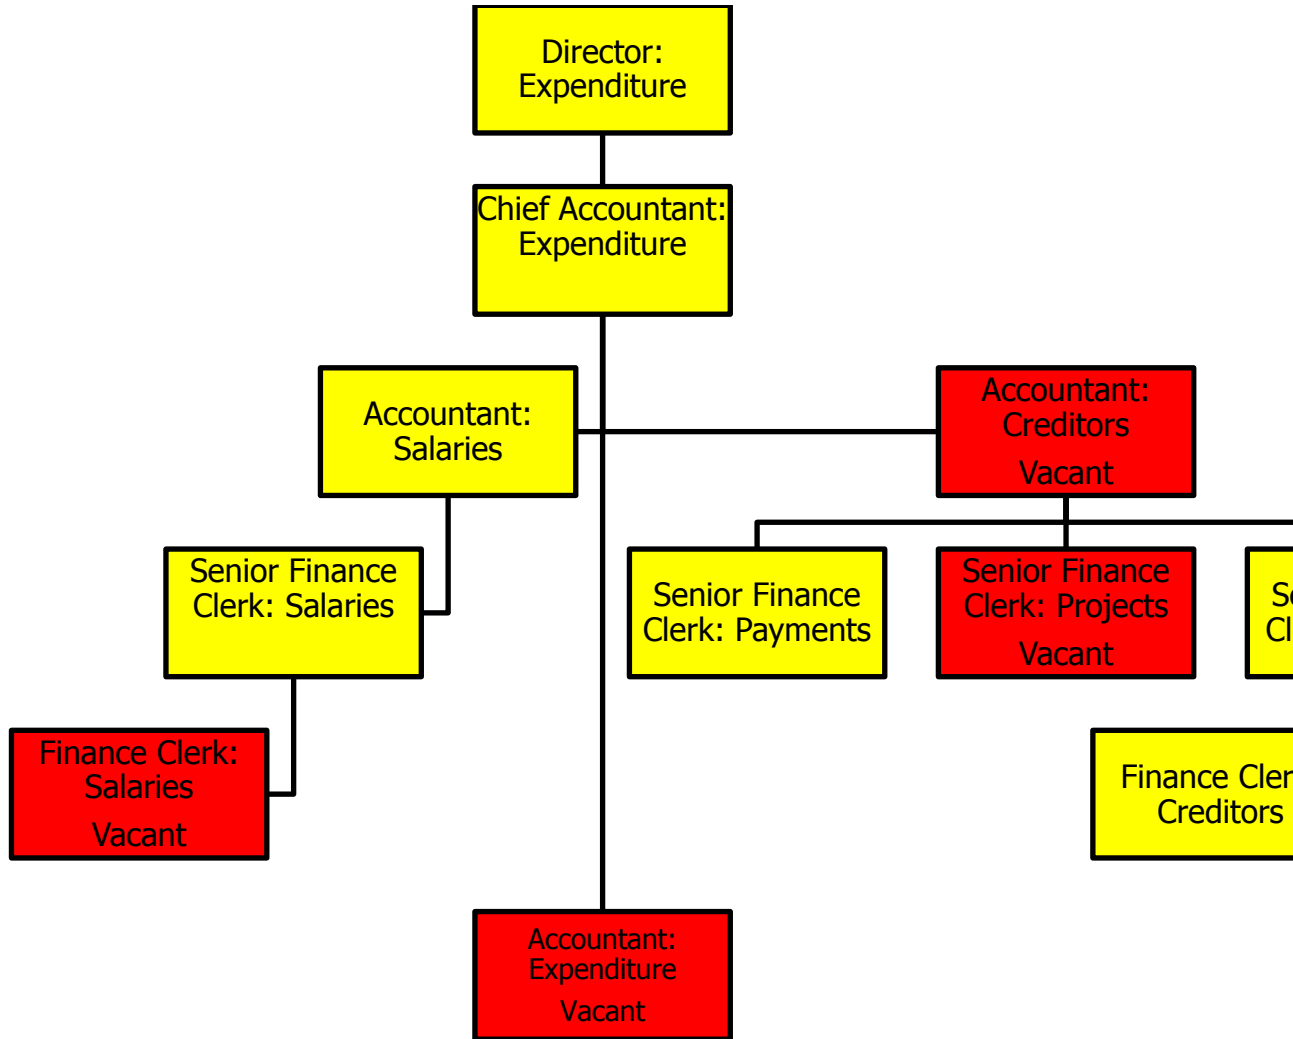 Director:
Expenditure
Chief Accountant:
Expenditure
Accountant:
Salaries
Accountant:
Creditors
Vacant
Senior Finance
Clerk: Salaries
Senior Finance
Clerk: Payments
Senior Finance
Clerk: Projects
Vacant
Finance Clerk:
Salaries
Vacant
Finance
Creditors
Accountant:
Expenditure
Vacant